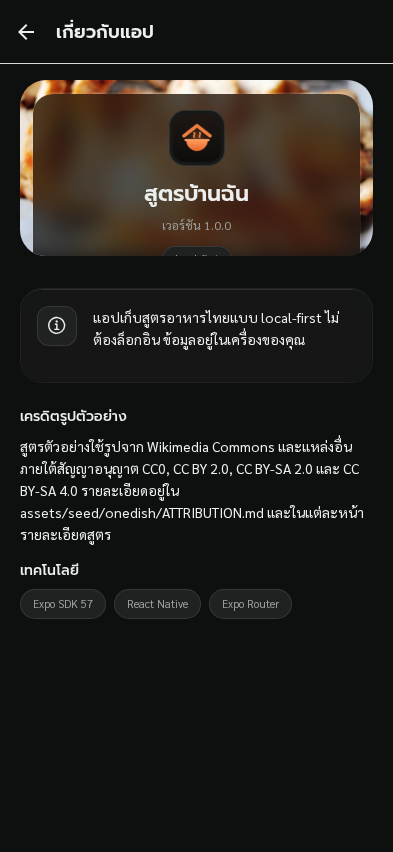 เกี่ยวกับแอป
สูตรบ้านฉัน
เวอร์ชัน 1.0.0
แอปเก็บสูตรอาหารไทยแบบ local-first ไม่
ต้องล็อกอิน ข้อมูลอยู่ในเครื่องของคุณ
เครดิตรูปตัวอย่าง
สูตรตัวอย่างใช้รูปจาก Wikimedia Commons และแหล่งอื่น
ภายใต้สัญญาอนุญาต CC0, CC BY 2.0, CC BY-SA 2.0 และ CC
BY-SA 4.0 รายละเอียดอยู่ใน
assets/seed/onedish/ATTRIBUTION.md และในแต่ละหน้า
รายละเอียดสูตร
เทคโนโลยี
Expo SDK 57
React Native
Expo Router